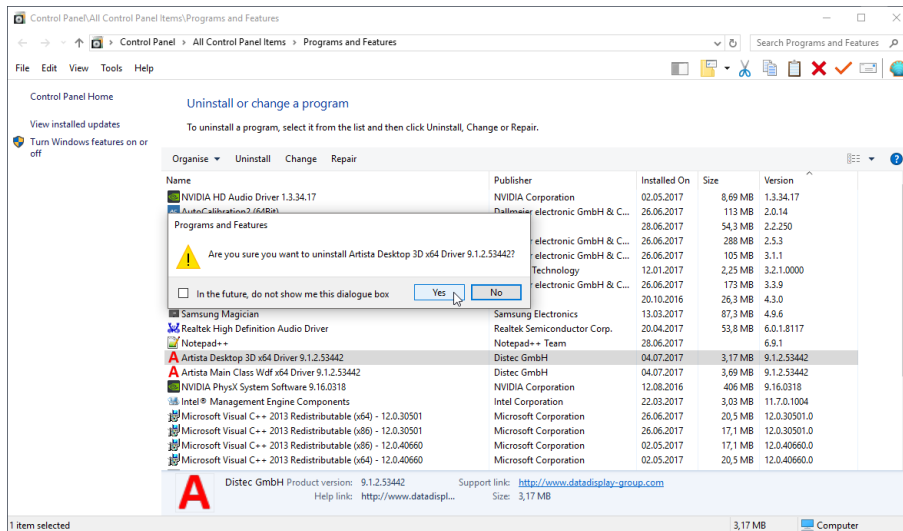 Control Panel\All Control Panel Items\Programs and Features
Control Panel > All Control Panel Items > Programs and Features
Search Programs and Features
File Edit View Tools Help
Control Panel Home
View installed updates
Turn Windows features on or
off
Uninstall or change a program
To uninstall a program, select it from the list and then click Uninstall, Change or Repair.
Organise Uninstall Change Repair
Name Publisher Installed On Size Version
NVIDIA HD Audio Driver 1.3.34.17 NVIDIA Corporation 02.05.2017 8,69 MB 1.3.34.17
AutoCalibration2 (64Bit) Dallmeier electronic GmbH & C... 26.06.2017 113 MB 2.0.14
28.06.2017 54,3 MB 2.2.250
electronic GmbH & C... 26.06.2017 288 MB 2.5.3
electronic GmbH & C... 26.06.2017 105 MB 3.1.1
Technology 12.01.2017 2,25 MB 3.2.1.0000
electronic GmbH & C... 26.06.2017 173 MB 3.3.9
20.10.2016 26,3 MB 4.3.0
Programs and Features
Are you sure you want to uninstall Artista Desktop 3D x64 Driver 9.1.2.53442?
In the future, do not show me this dialogue box
Yes No
Samsung Magician Samsung Electronics 13.03.2017 87,3 MB 4.9.6
Realtek High Definition Audio Driver Realtek Semiconductor Corp. 20.04.2017 53,8 MB 6.0.1.8117
Notepad++ Notepad++ Team 28.06.2017 6.9.1
Artista Desktop 3D x64 Driver 9.1.2.53442 Distec GmbH 04.07.2017 3,17 MB 9.1.2.53442
Artista Main Class Wdf x64 Driver 9.1.2.53442 Distec GmbH 04.07.2017 3,69 MB 9.1.2.53442
NVIDIA PhysX System Software 9.16.0318 NVIDIA Corporation 12.08.2016 406 MB 9.16.0318
Intel® Management Engine Components Intel Corporation 22.03.2017 3,03 MB 11.7.0.1004
Microsoft Visual C++ 2013 Redistributable (x64) - 12.0.30501 Microsoft Corporation 26.06.2017 20,5 MB 12.0.30501.0
Microsoft Visual C++ 2013 Redistributable (x86) - 12.0.30501 Microsoft Corporation 26.06.2017 17,1 MB 12.0.30501.0
Microsoft Visual C++ 2013 Redistributable (x86) - 12.0.40660 Microsoft Corporation 02.05.2017 17,1 MB 12.0.40660.0
Microsoft Visual C++ 2013 Redistributable (x64) - 12.0.40660 Microsoft Corporation 02.05.2017 20,5 MB 12.0.40660.0
Distec GmbH Product version: 9.1.2.53442 Support link: http://www.datadisplay-group.com
Help link: http://www.datadispl... Size: 3,17 MB
1 item selected 3,17 MB Computer